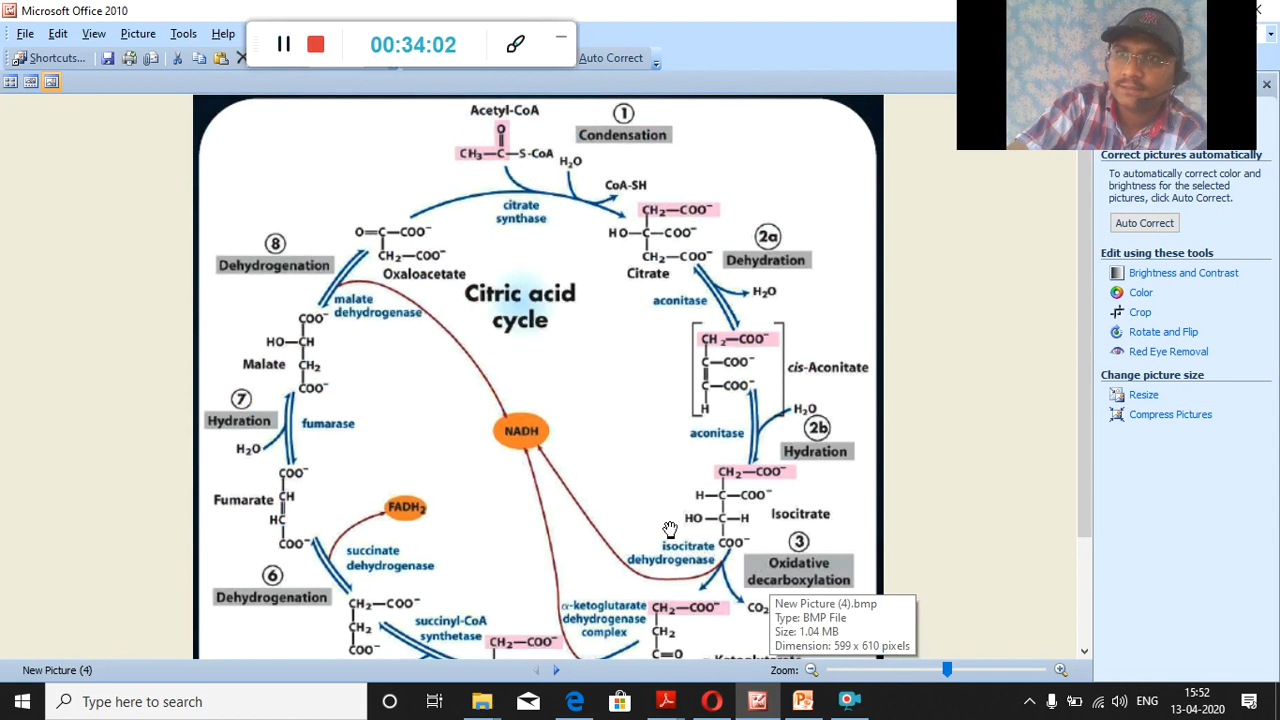 Microsoft Office 2010
File Edit View Picture Tools Help
00:34:02
Shortcuts...
Auto Correct
Correct pictures automatically
To automatically correct color and
brightness for the selected
pictures, click Auto Correct.
Auto Correct
Edit using these tools
Brightness and Contrast
Color
Crop
Rotate and Flip
Red Eye Removal
Change picture size
Resize
Compress Pictures
Acetyl-CoA
1
Condensation
O
CH₃—C—S-CoA
H₂O
CoA-SH
citrate
synthase
CH₂—COO⁻
HO—C—COO⁻
CH₂—COO⁻
Citrate
2a
Dehydration
8
Dehydrogenation
O=C—COO⁻
CH₂—COO⁻
Oxaloacetate
Citric acid
cycle
aconitase
H₂O
malate
dehydrogenase
COO⁻
HO—CH
CH₂
COO⁻
Malate
CH₂—COO⁻
C—COO⁻
C—COO⁻
H
cis-Aconitate
7
Hydration
H₂O
fumarase
NADH
aconitase
H₂O
2b
Hydration
COO⁻
CH
HC
COO⁻
Fumarate
FADH₂
CH₂—COO⁻
H—C—COO⁻
HO—C—H
COO⁻
Isocitrate
isocitrate
dehydrogenase
3
Oxidative
decarboxylation
CO₂
succinate
dehydrogenase
6
Dehydrogenation
CH₂—COO⁻
CH₂
COO⁻
succinyl-CoA
synthetase
CH₂—COO⁻
α-ketoglutarate
dehydrogenase
complex
CH₂—COO⁻
CH₂
C=O
New Picture (4).bmp
Type: BMP File
Size: 1.04 MB
Dimension: 599 x 610 pixels
New Picture (4)
Zoom:
Type here to search
ENG
15:52
13-04-2020